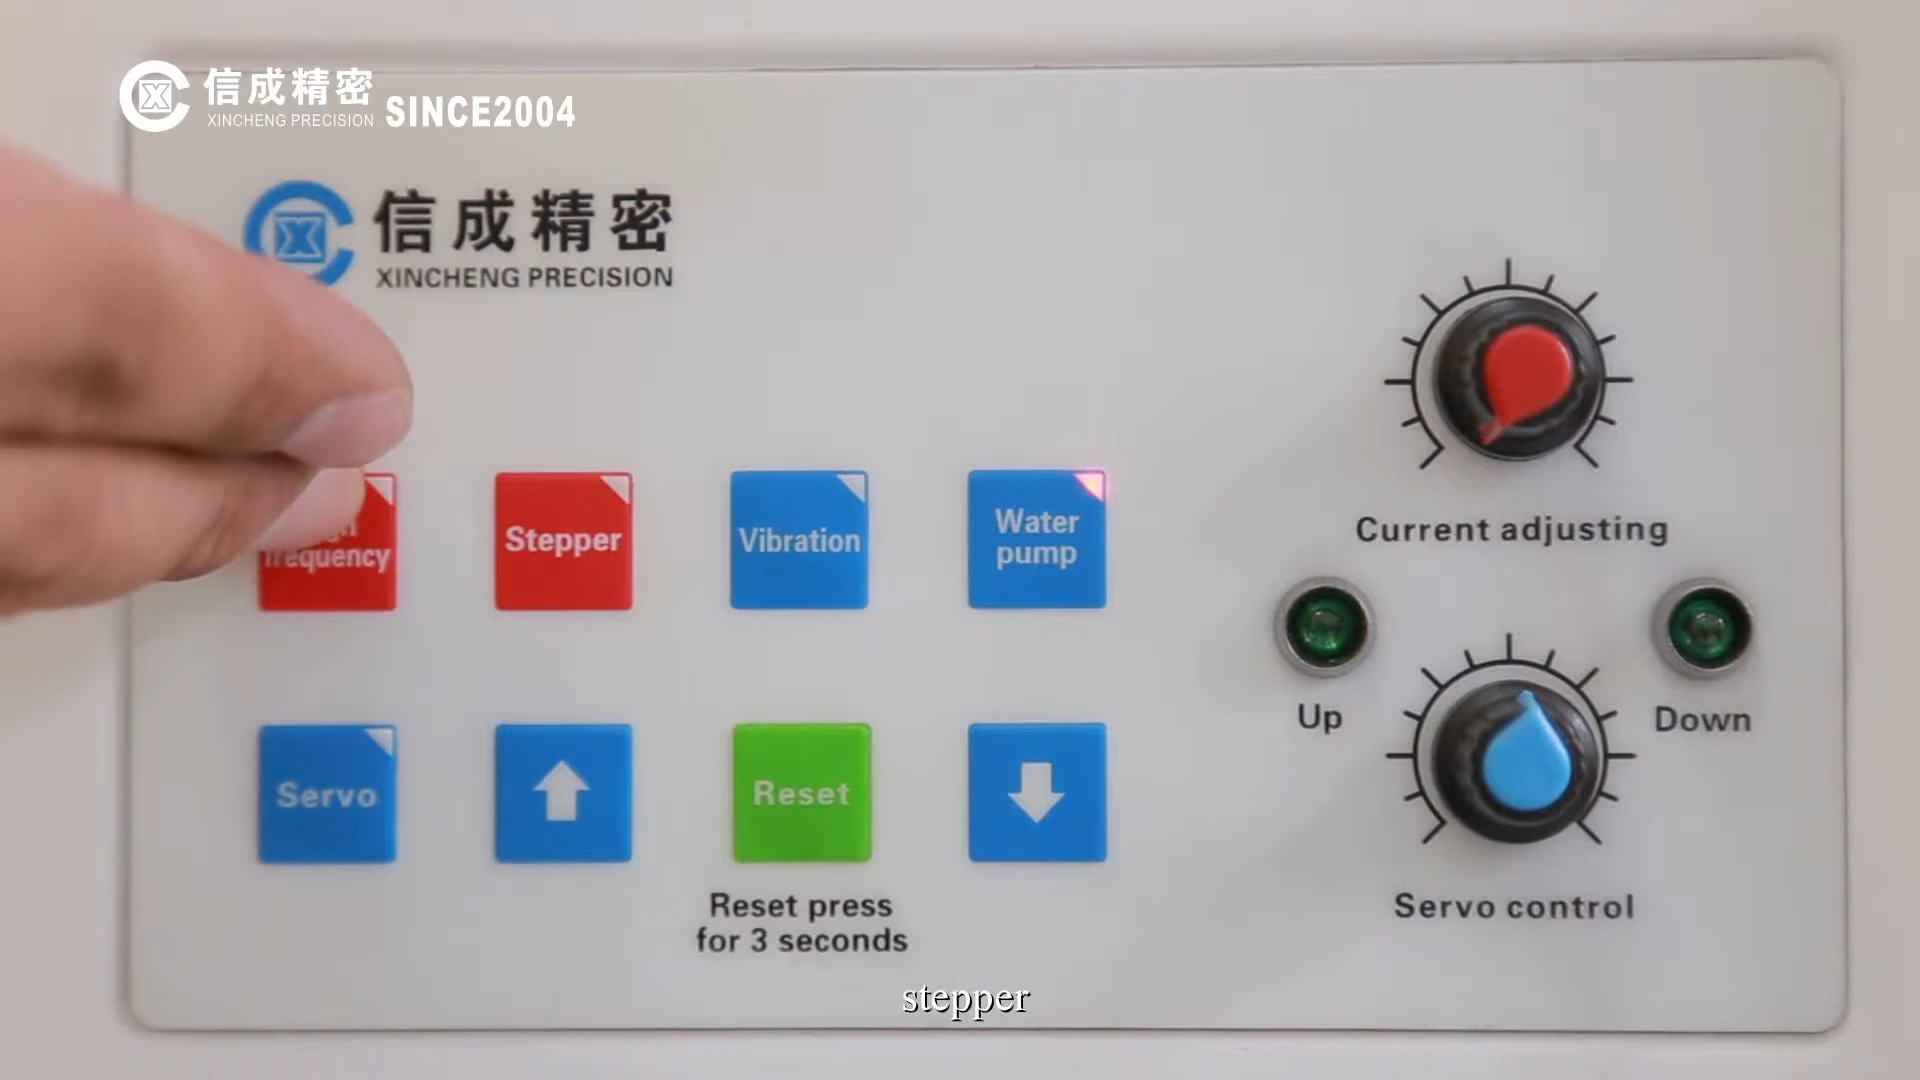 信成精密
XINCHENG PRECISION
SINCE2004
信成精密
XINCHENG PRECISION
frequency
Stepper
Vibration
Water
pump
Current adjusting
Up
Down
Servo
Reset
Reset press
for 3 seconds
Servo control
stepper